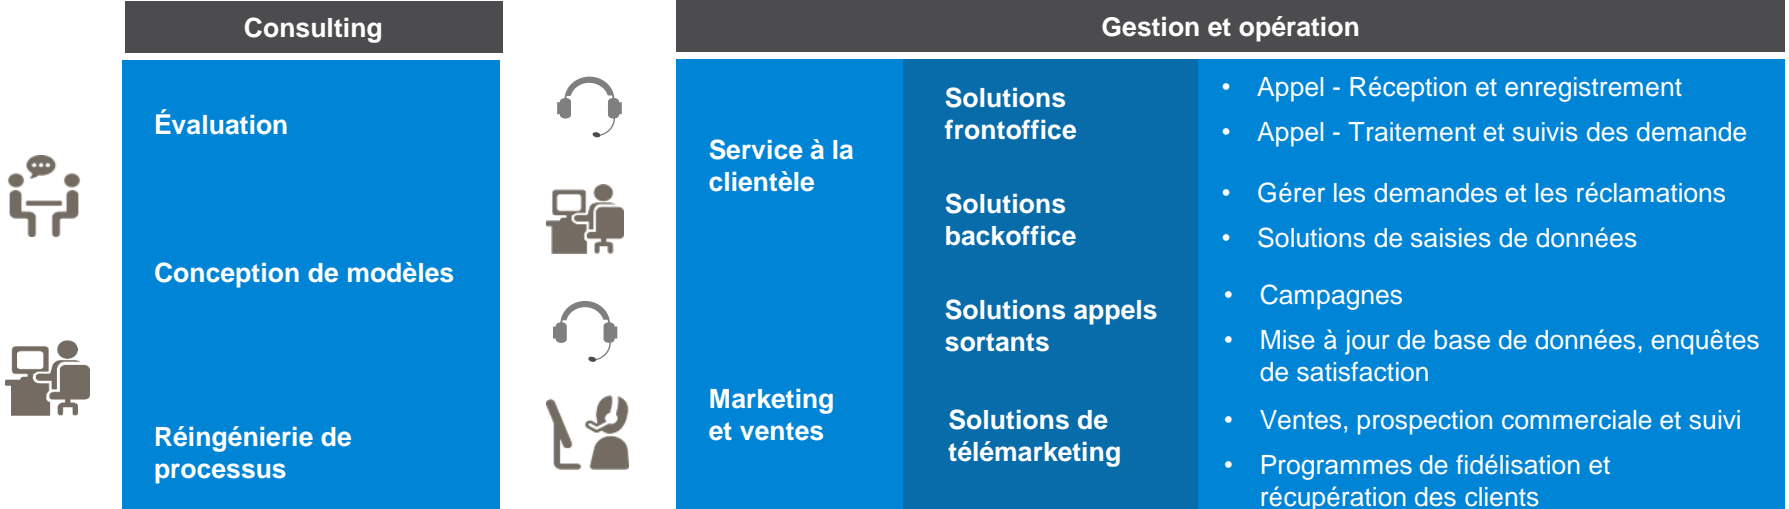 Consulting
Évaluation
Conception de modèles
Réingénierie de
processus
Gestion et opération
Service à la
clientèle
Marketing
et ventes
Solutions
frontoffice
Solutions
backoffice
Solutions appels
sortants
Solutions de
télémarketing
• Appel - Réception et enregistrement
• Appel - Traitement et suivis des demande
• Gérer les demandes et les réclamations
• Solutions de saisies de données
• Campagnes
• Mise à jour de base de données, enquêtes
de satisfaction
• Ventes, prospection commerciale et suivi
• Programmes de fidélisation et
récupération des clients